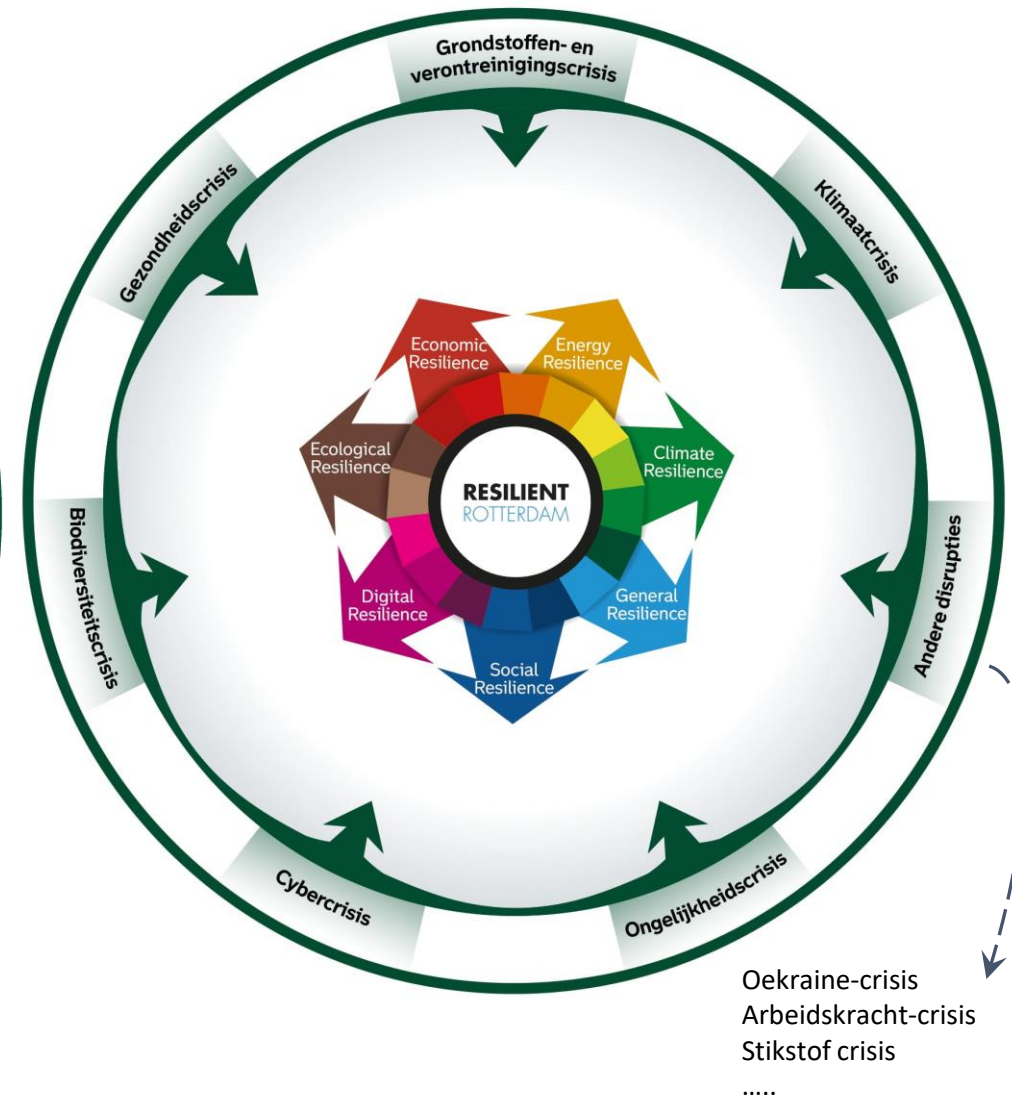 Grondstoffen- en
verontreinigingscrisis
Gezondheidscrisis
Klimaatcrisis
Economic
Resilience
Energy
Resilience
Ecological
Resilience
Climate
Resilience
RESILIENT
ROTTERDAM
Biodiversiteitscrisis
Andere disrupties
Digital
Resilience
General
Resilience
Social
Resilience
Cybercrisis
Ongelijkheidscrisis
Oekraine-crisis
Arbeidskracht-crisis
Stikstof crisis
…..